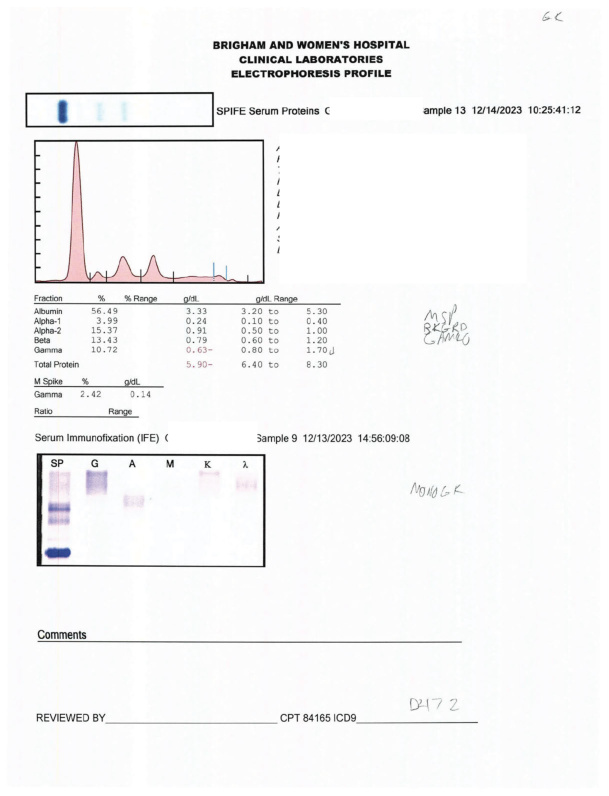 GK
BRIGHAM AND WOMEN'S HOSPITAL
CLINICAL LABORATORIES
ELECTROPHORESIS PROFILE
SPIFE Serum Proteins ample 13 12/14/2023 10:25:41:12
Fraction % % Range g/dL g/dL Range
Albumin 56.49 3.33 3.20 to 5.30
Alpha-1 3.99 0.24 0.10 to 0.40
Alpha-2 15.37 0.91 0.50 to 1.00
Beta 13.43 0.79 0.60 to 1.20
Gamma 10.72 0.63- 0.80 to 1.70
Total Protein 5.90- 6.40 to 8.30
MSP
BKGRD
M Spike % g/dL
Gamma 2.42 0.14
Ratio Range
Serum Immunofixation (IFE) ( Sample 9 12/13/2023 14:56:09:08
SP G A M K λ
MONO GK
Comments
D472
REVIEWED BY CPT 84165 ICD9